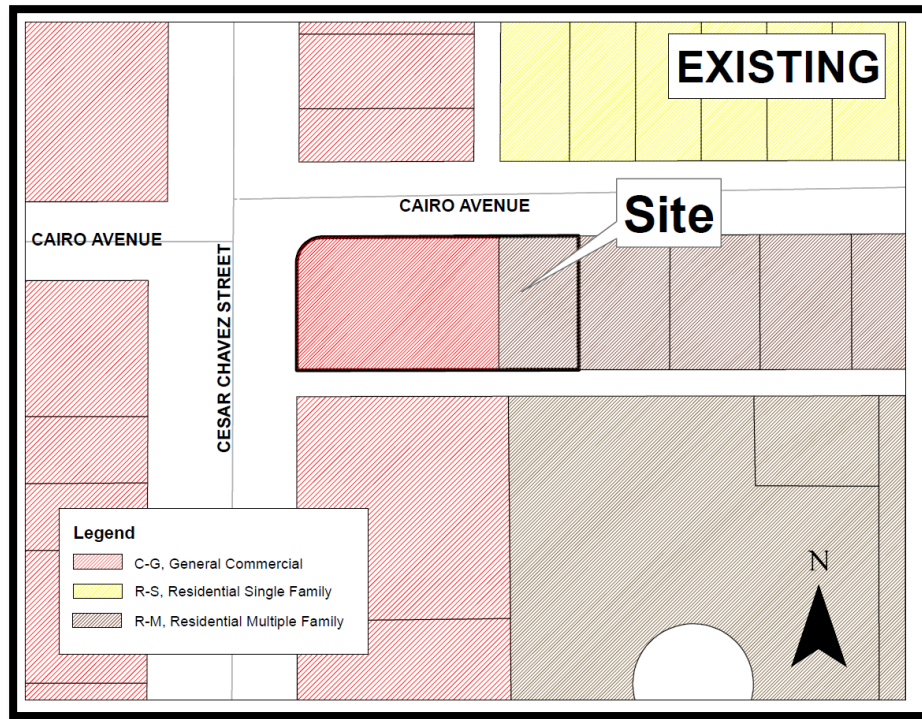 EXISTING
CAIRO AVENUE
Site
CAIRO AVENUE
CESAR CHAVEZ STREET
Legend
C-G, General Commercial
R-S, Residential Single Family
R-M, Residential Multiple Family
N